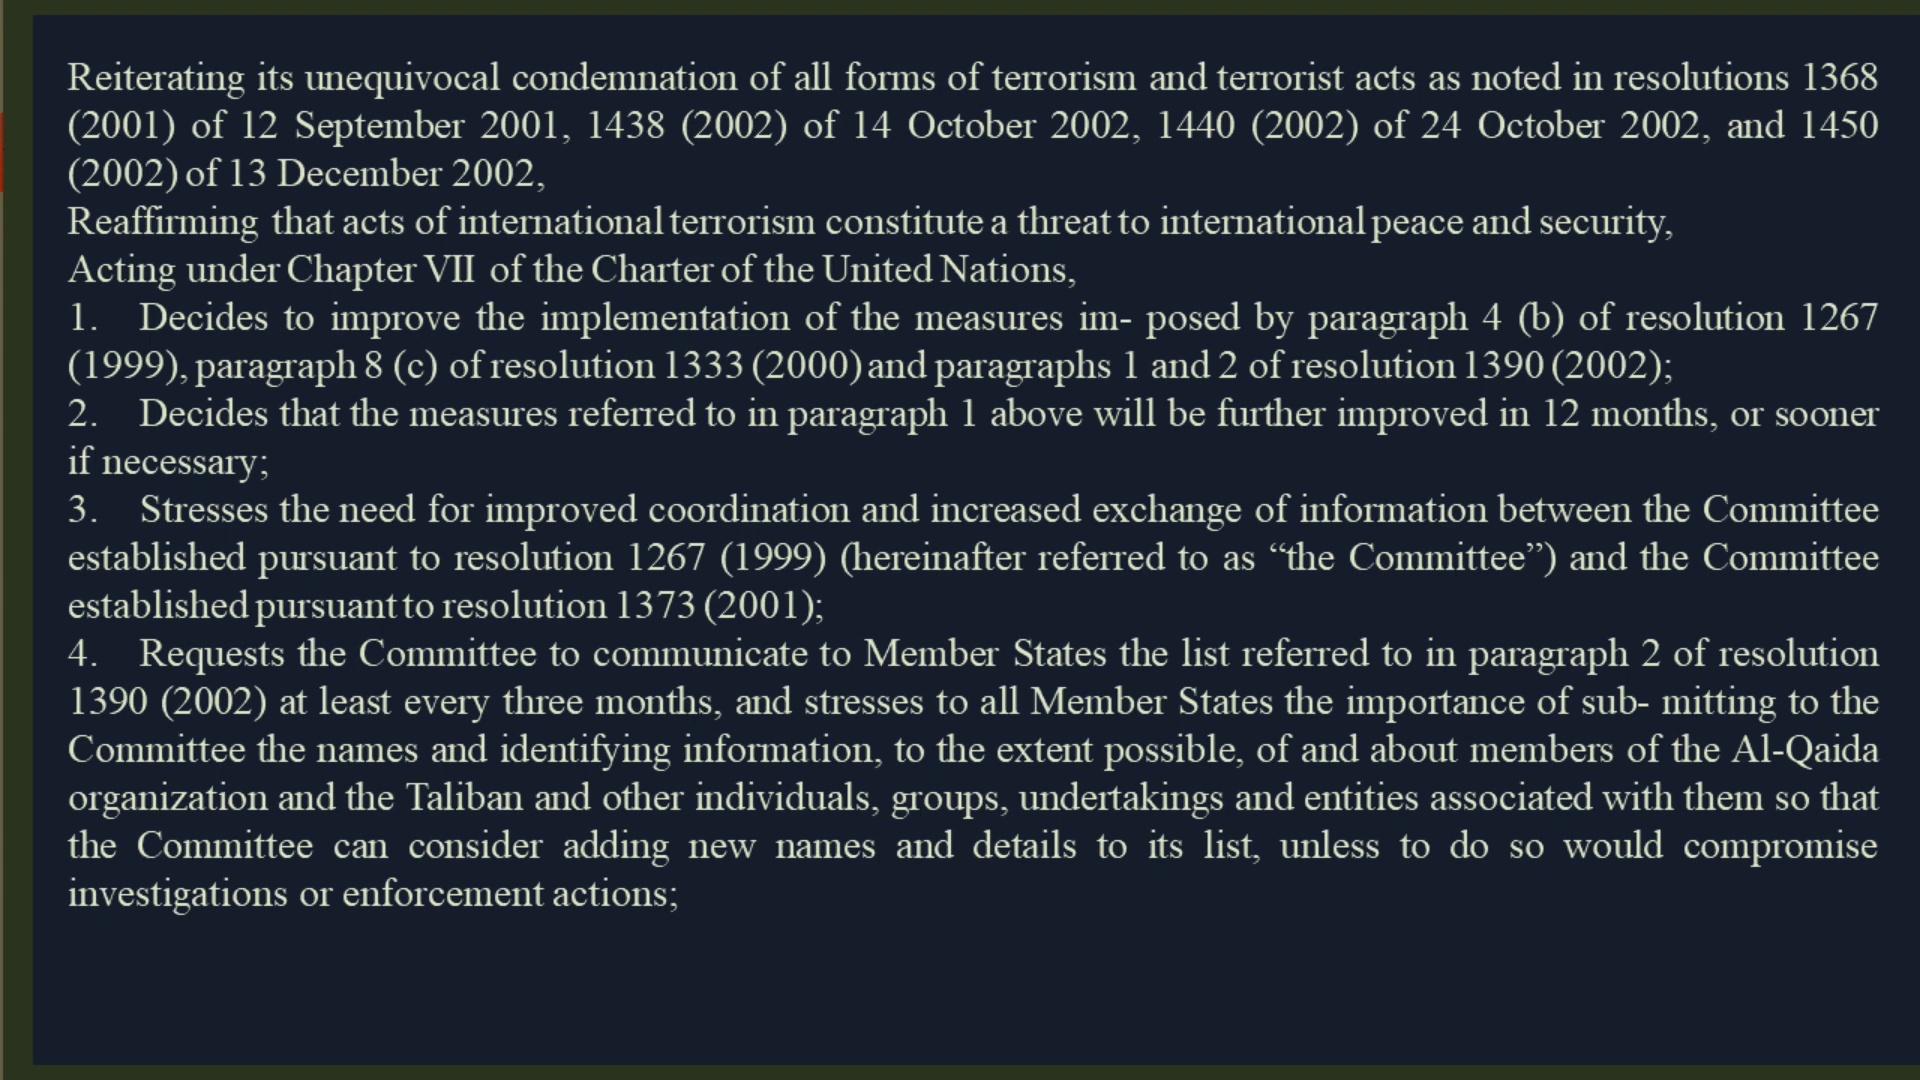 Reiterating its unequivocal condemnation of all forms of terrorism and terrorist acts as noted in resolutions 1368
(2001) of 12 September 2001, 1438 (2002) of 14 October 2002, 1440 (2002) of 24 October 2002, and 1450
(2002) of 13 December 2002,
Reaffirming that acts of international terrorism constitute a threat to international peace and security,
Acting under Chapter VII of the Charter of the United Nations,
1. Decides to improve the implementation of the measures im- posed by paragraph 4 (b) of resolution 1267
(1999), paragraph 8 (c) of resolution 1333 (2000) and paragraphs 1 and 2 of resolution 1390 (2002);
2. Decides that the measures referred to in paragraph 1 above will be further improved in 12 months, or sooner
if necessary;
3. Stresses the need for improved coordination and increased exchange of information between the Committee
established pursuant to resolution 1267 (1999) (hereinafter referred to as “the Committee”) and the Committee
established pursuant to resolution 1373 (2001);
4. Requests the Committee to communicate to Member States the list referred to in paragraph 2 of resolution
1390 (2002) at least every three months, and stresses to all Member States the importance of sub- mitting to the
Committee the names and identifying information, to the extent possible, of and about members of the Al-Qaida
organization and the Taliban and other individuals, groups, undertakings and entities associated with them so that
the Committee can consider adding new names and details to its list, unless to do so would compromise
investigations or enforcement actions;